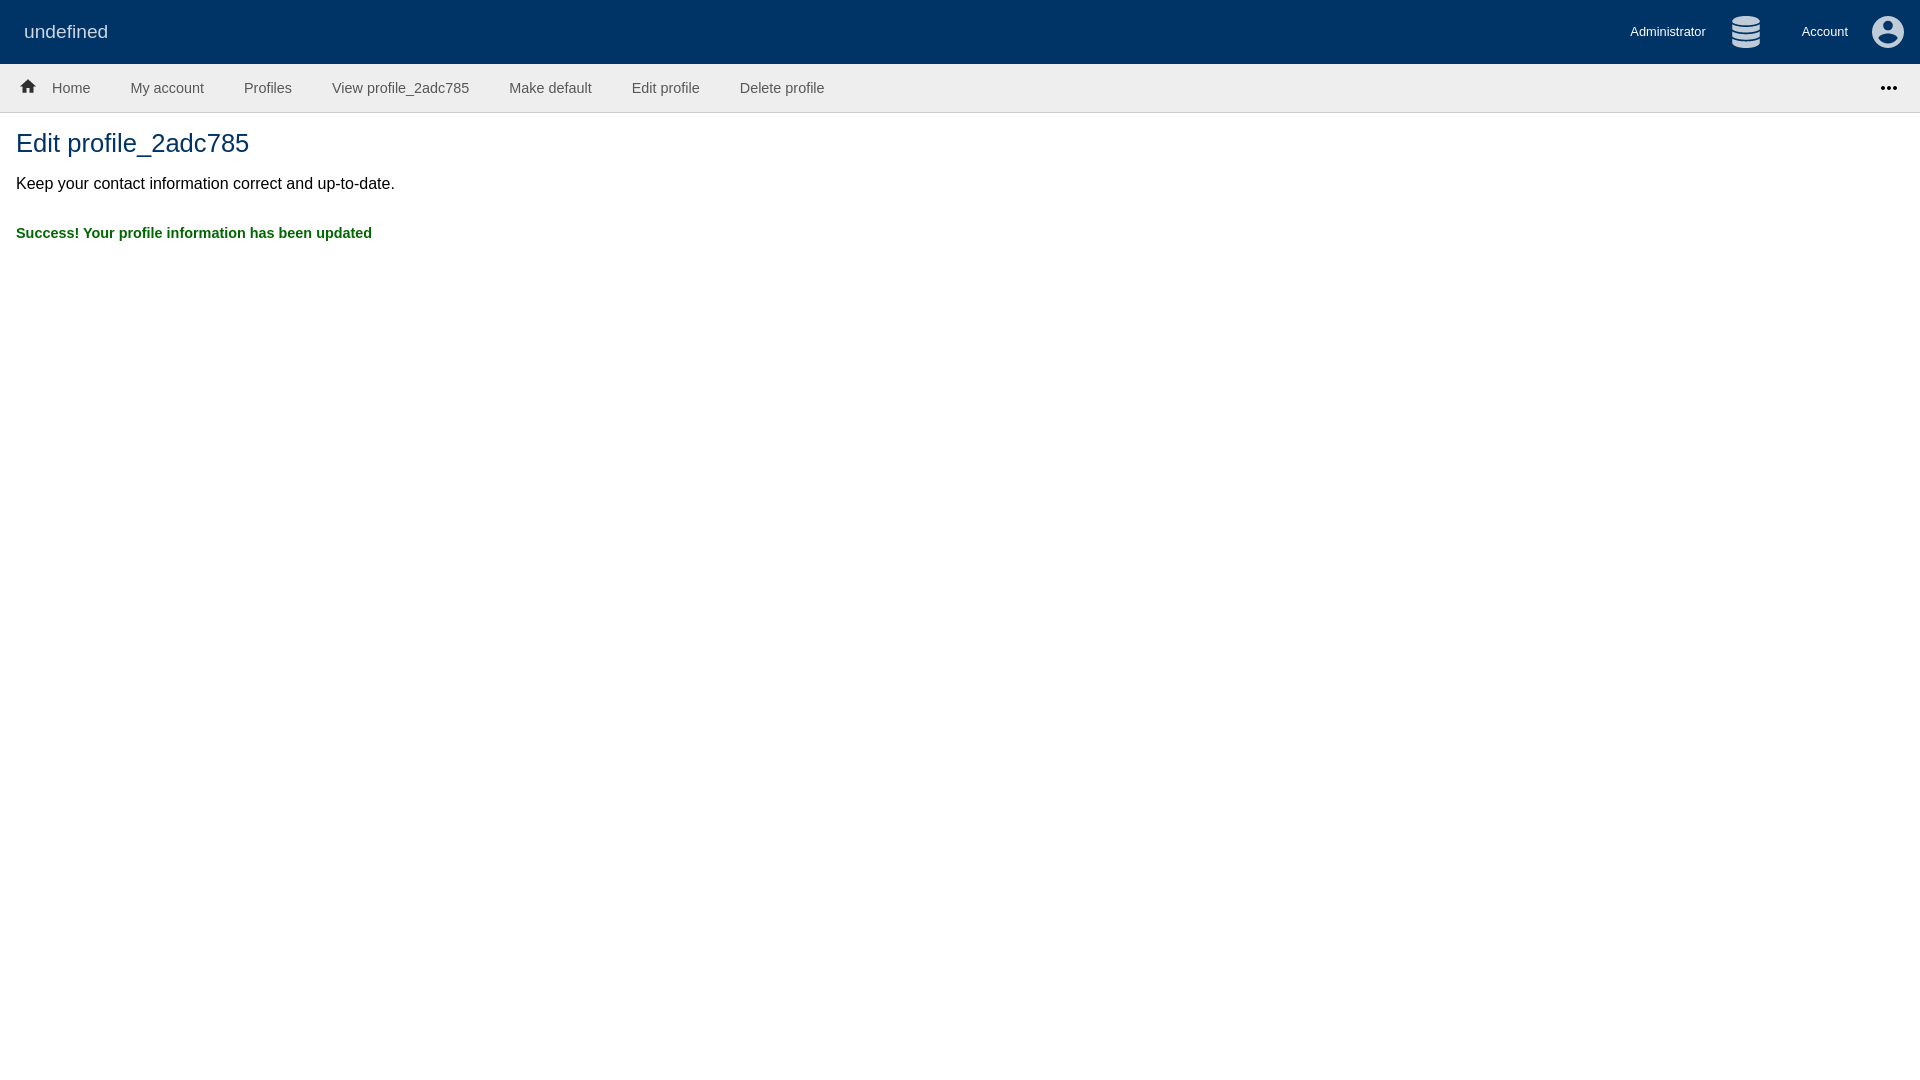 undefined
Administrator
Account
Home
My account
Profiles
View profile_2adc785
Make default
Edit profile
Delete profile
Edit profile_2adc785
Keep your contact information correct and up-to-date.
Success! Your profile information has been updated